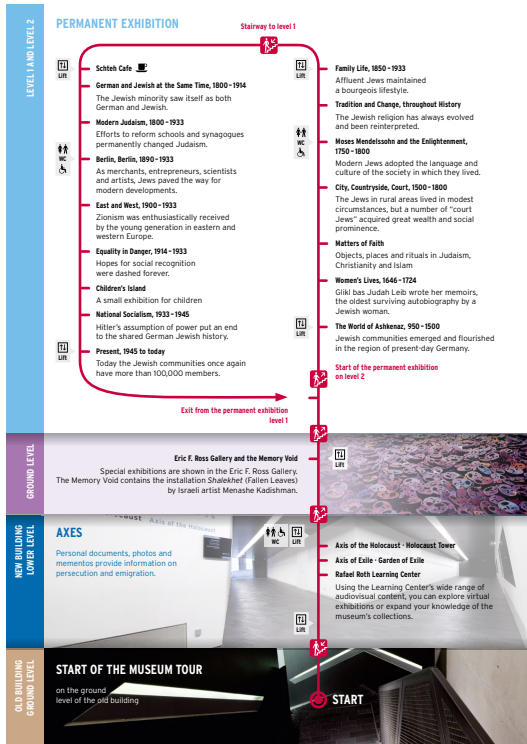 LEVEL 1 AND LEVEL 2
PERMANENT EXHIBITION
Stairway to level 1
Lift
Schteh Cafe
German and Jewish at the Same Time, 1800–1914
The Jewish minority saw itself as both
German and Jewish.
Modern Judaism, 1800–1933
Efforts to reform schools and synagogues
permanently changed Judaism.
WC
Berlin, Berlin, 1890–1933
As merchants, entrepreneurs, scientists
and artists, Jews paved the way for
modern developments.
East and West, 1900–1933
Zionism was enthusiastically received
by the young generation in eastern and
western Europe.
Equality in Danger, 1914–1933
Hopes for social recognition
were dashed forever.
Children's Island
A small exhibition for children
National Socialism, 1933–1945
Hitler's assumption of power put an end
to the shared German Jewish history.
Lift
Present, 1945 to today
Today the Jewish communities once again
have more than 100,000 members.
Lift
Family Life, 1850–1933
Affluent Jews maintained
a bourgeois lifestyle.
Tradition and Change, throughout History
The Jewish religion has always evolved
and been reinterpreted.
WC
Moses Mendelssohn and the Enlightenment,
1750–1800
Modern Jews adopted the language and
culture of the society in which they lived.
City, Countryside, Court, 1500–1800
The Jews in rural areas lived in modest
circumstances, but a number of "court
Jews" acquired great wealth and social
prominence.
Matters of Faith
Objects, places and rituals in Judaism,
Christianity and Islam
Women's Lives, 1646–1724
Glikl bas Judah Leib wrote her memoirs,
the oldest surviving autobiography by a
Jewish woman.
Lift
The World of Ashkenaz, 950–1500
Jewish communities emerged and flourished
in the region of present-day Germany.
Start of the permanent exhibition
on level 2
Exit from the permanent exhibition
level 1
GROUND LEVEL
Eric F. Ross Gallery and the Memory Void
Special exhibitions are shown in the Eric F. Ross Gallery.
The Memory Void contains the installation Shalekhet (Fallen Leaves)
by Israeli artist Menashe Kadishman.
Lift
NEW BUILDING
LOWER LEVEL
AXES
Personal documents, photos and
mementos provide information on
persecution and emigration.
Axis of the Holocaust
WC
Lift
Axis of the Holocaust · Holocaust Tower
Axis of Exile · Garden of Exile
Rafael Roth Learning Center
Using the Learning Center's wide range of
audiovisual content, you can explore virtual
exhibitions or expand your knowledge of the
museum's collections.
Lift
OLD BUILDING
GROUND LEVEL
START OF THE MUSEUM TOUR
on the ground
level of the old building
START